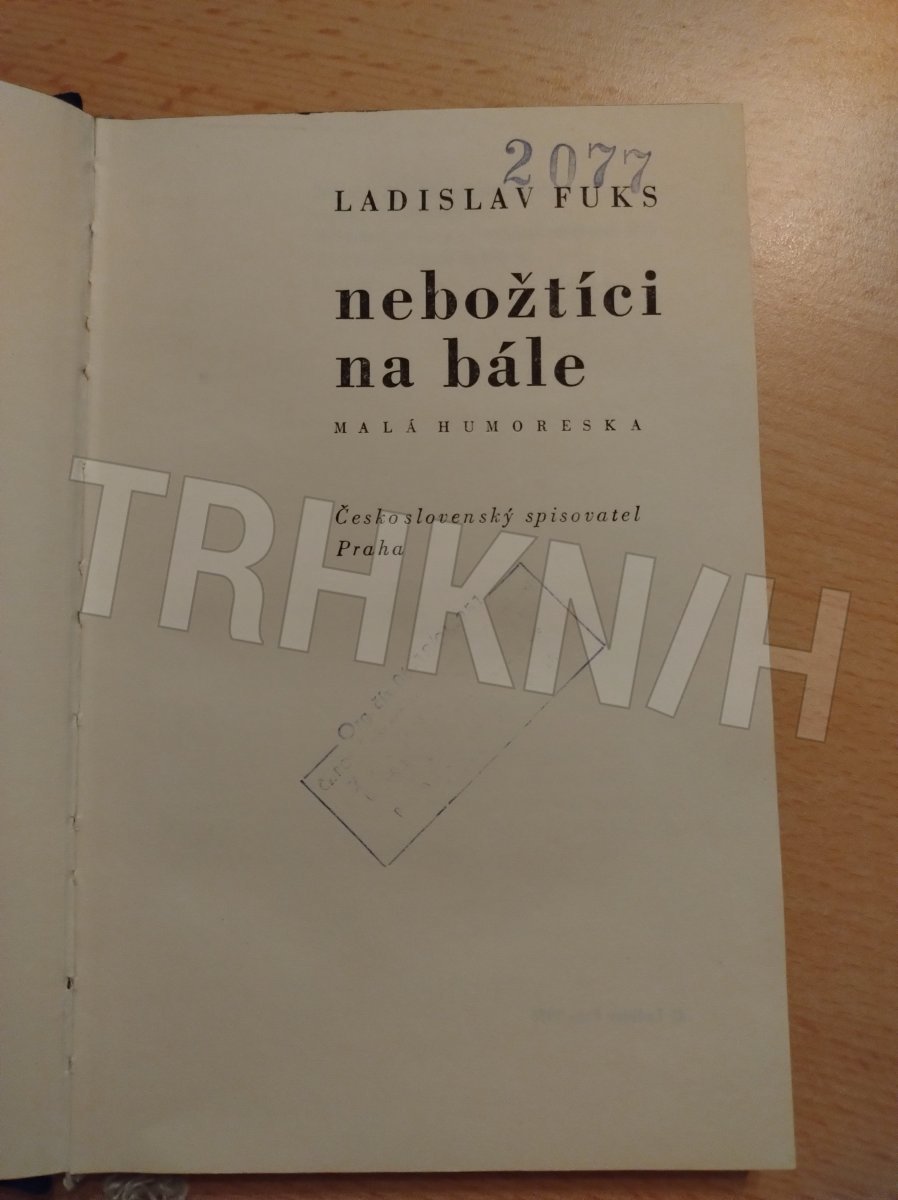 2077
LADISLAV FUKS
nebožtíci
na bále
MALÁ HUMORESKA
Československý spisovatel
Praha
TRHKNIH